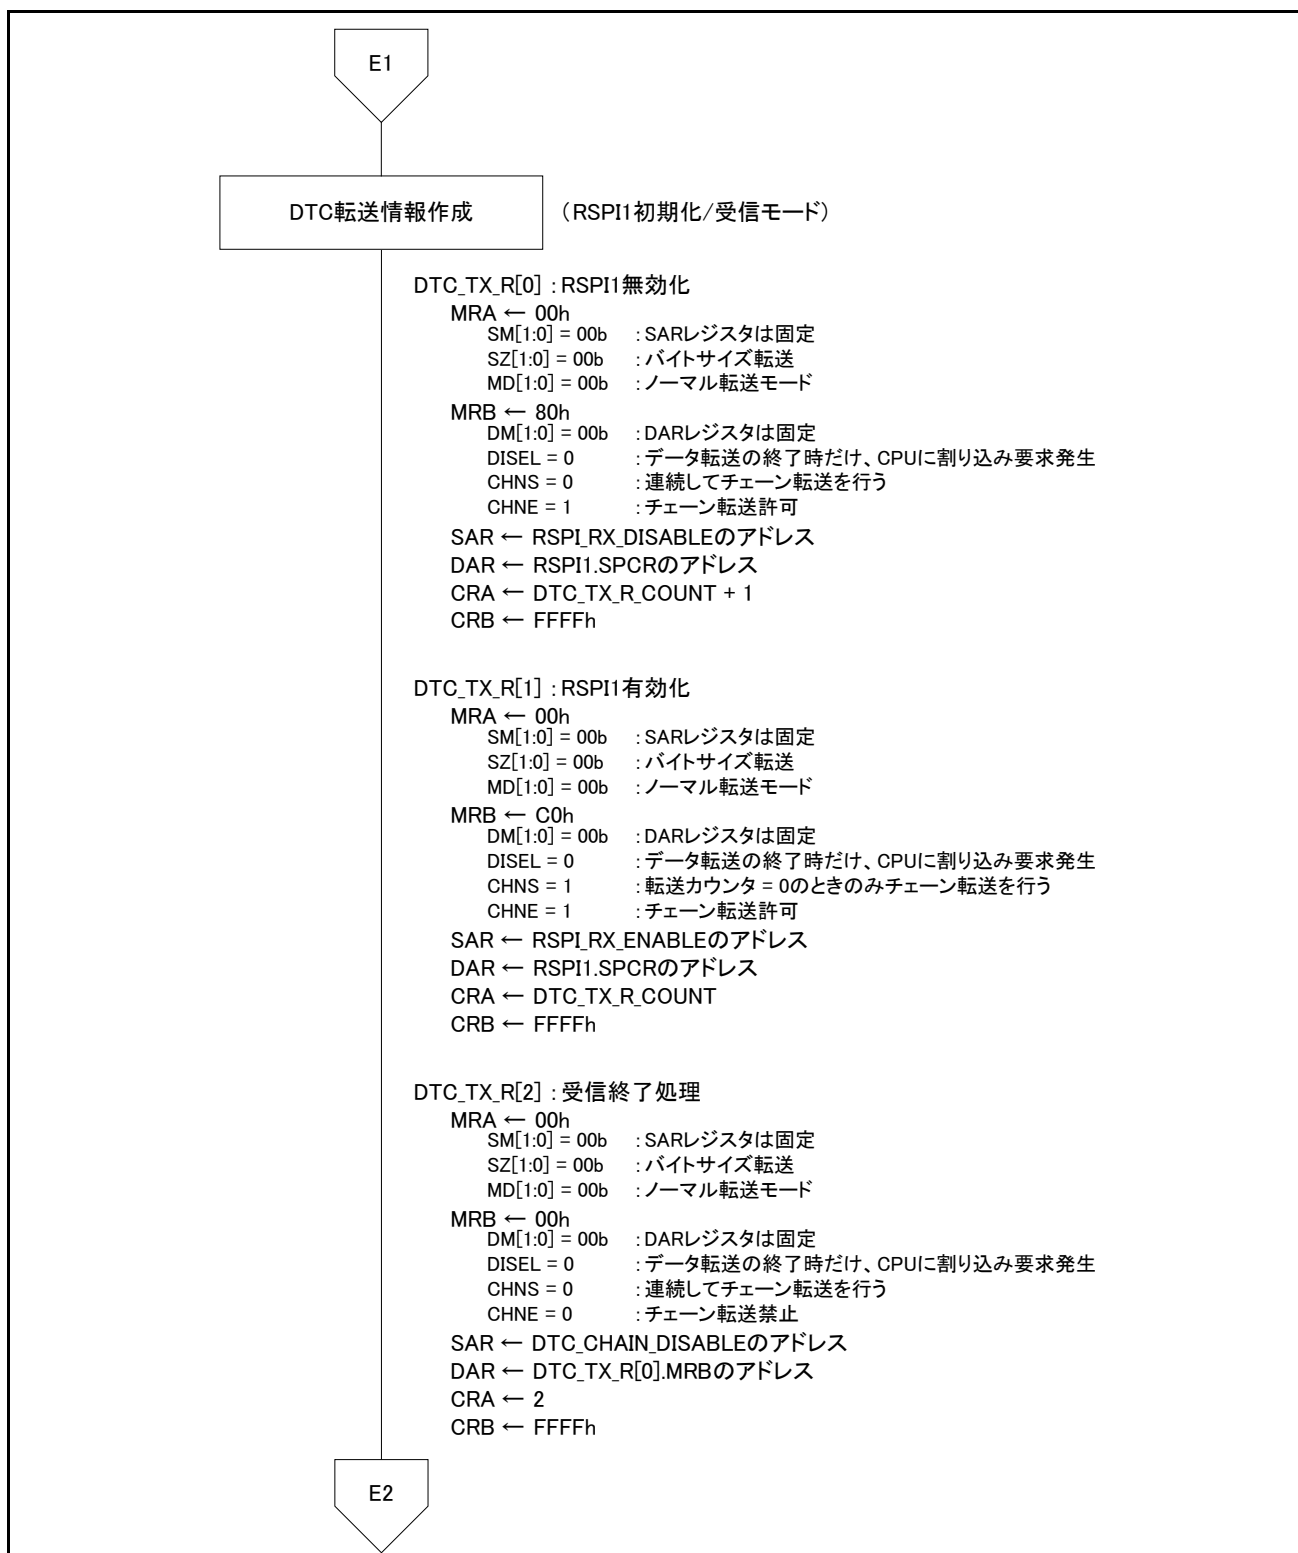 E1
DTC転送情報作成 （RSPI1初期化/受信モード）
DTC_TX_R[0] : RSPI1無効化
MRA ← 00h
SM[1:0] = 00b : SARレジスタは固定
SZ[1:0] = 00b : バイトサイズ転送
MD[1:0] = 00b : ノーマル転送モード
MRB ← 80h
DM[1:0] = 00b : DARレジスタは固定
DISEL = 0 : データ転送の終了時だけ、CPUに割り込み要求発生
CHNS = 0 : 連続してチェーン転送を行う
CHNE = 1 : チェーン転送許可
SAR ← RSPI_RX_DISABLEのアドレス
DAR ← RSPI1.SPCRのアドレス
CRA ← DTC_TX_R_COUNT + 1
CRB ← FFFFh
DTC_TX_R[1] : RSPI1有効化
MRA ← 00h
SM[1:0] = 00b : SARレジスタは固定
SZ[1:0] = 00b : バイトサイズ転送
MD[1:0] = 00b : ノーマル転送モード
MRB ← C0h
DM[1:0] = 00b : DARレジスタは固定
DISEL = 0 : データ転送の終了時だけ、CPUに割り込み要求発生
CHNS = 1 : 転送カウンタ = 0のときのみチェーン転送を行う
CHNE = 1 : チェーン転送許可
SAR ← RSPI_RX_ENABLEのアドレス
DAR ← RSPI1.SPCRのアドレス
CRA ← DTC_TX_R_COUNT
CRB ← FFFFh
DTC_TX_R[2] : 受信終了処理
MRA ← 00h
SM[1:0] = 00b : SARレジスタは固定
SZ[1:0] = 00b : バイトサイズ転送
MD[1:0] = 00b : ノーマル転送モード
MRB ← 00h
DM[1:0] = 00b : DARレジスタは固定
DISEL = 0 : データ転送の終了時だけ、CPUに割り込み要求発生
CHNS = 0 : 連続してチェーン転送を行う
CHNE = 0 : チェーン転送禁止
SAR ← DTC_CHAIN_DISABLEのアドレス
DAR ← DTC_TX_R[0].MRBのアドレス
CRA ← 2
CRB ← FFFFh
E2